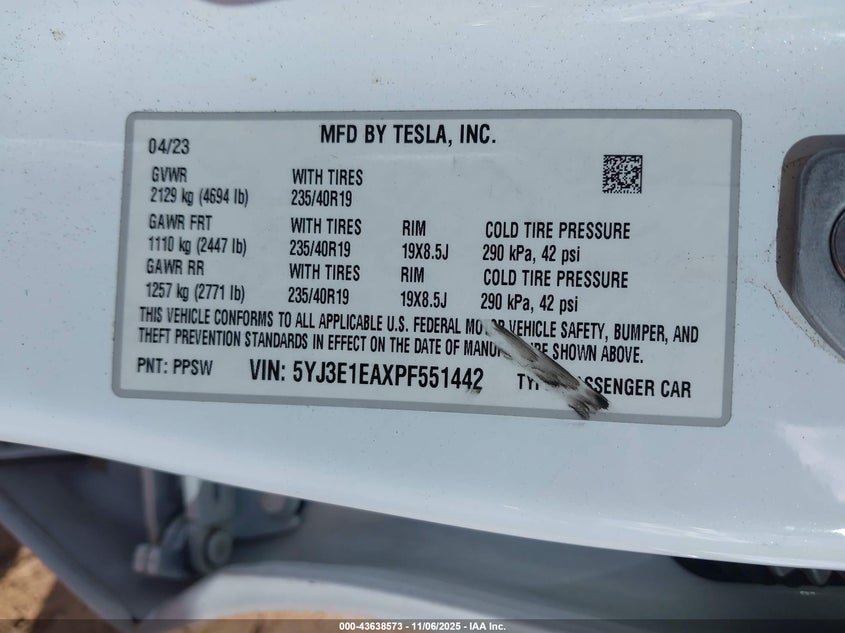 MFD BY TESLA, INC.
04/23
GVWR WITH TIRES
2129 kg (4694 lb) 235/40R19
GAWR FRT WITH TIRES RIM COLD TIRE PRESSURE
1110 kg (2447 lb) 235/40R19 19X8.5J 290 kPa, 42 psi
GAWR RR WITH TIRES RIM COLD TIRE PRESSURE
1257 kg (2771 lb) 235/40R19 19X8.5J 290 kPa, 42 psi
THIS VEHICLE CONFORMS TO ALL APPLICABLE U.S. FEDERAL MOTOR VEHICLE SAFETY, BUMPER, AND
THEFT PREVENTION STANDARDS IN EFFECT ON THE DATE OF MANUFACTURE SHOWN ABOVE.
PNT: PPSW VIN: 5YJ3E1EAXPF551442 TYPE: PASSENGER CAR
000-43638573 - 11/06/2025 - IAA Inc.